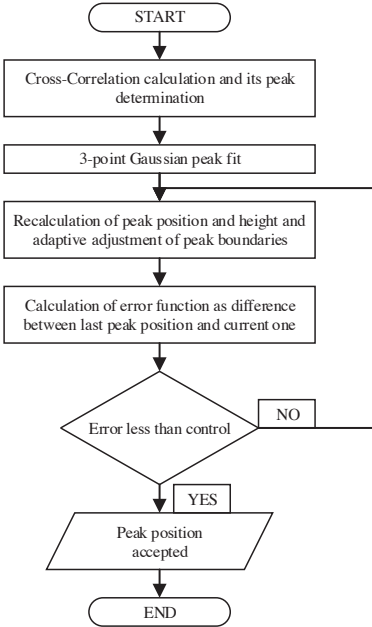 START
Cross-Correlation calculation and its peak
determination
3-point Gaussian peak fit
Recalculation of peak position and height and
adaptive adjustment of peak boundaries
Calculation of error function as difference
between last peak position and current one
Error less than control
NO
YES
Peak position
accepted
END